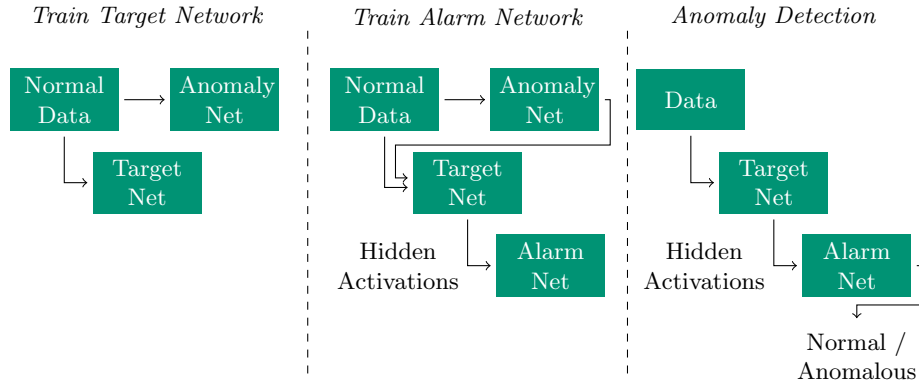 Train Target Network
Normal
Data
Anomaly
Net
Target
Net
Train Alarm Network
Normal
Data
Anomaly
Net
Target
Net
Hidden
Activations
Alarm
Net
Anomaly Detection
Data
Target
Net
Hidden
Activations
Alarm
Net
Normal /
Anomalous